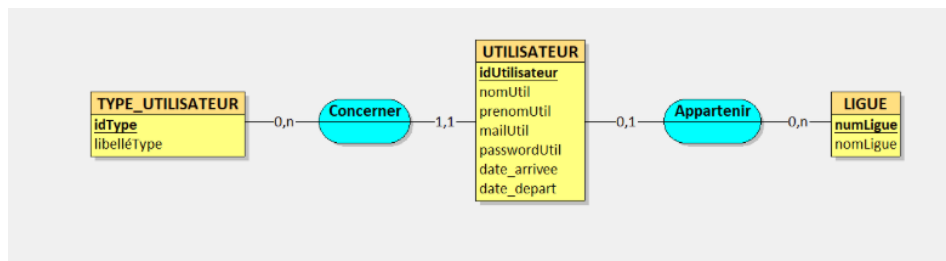 TYPE_UTILISATEUR
idType
libelléType
0,n
Concerner
1,1
UTILISATEUR
idUtilisateur
nomUtil
prenomUtil
mailUtil
passwordUtil
date_arrivee
date_depart
0,1
Appartenir
0,n
LIGUE
numLigue
nomLigue